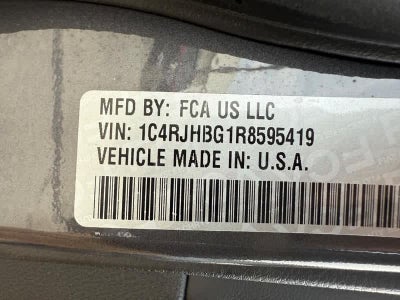 MFD BY: FCA US LLC
VIN: 1C4RJHBG1R8595419
VEHICLE MADE IN: U.S.A.